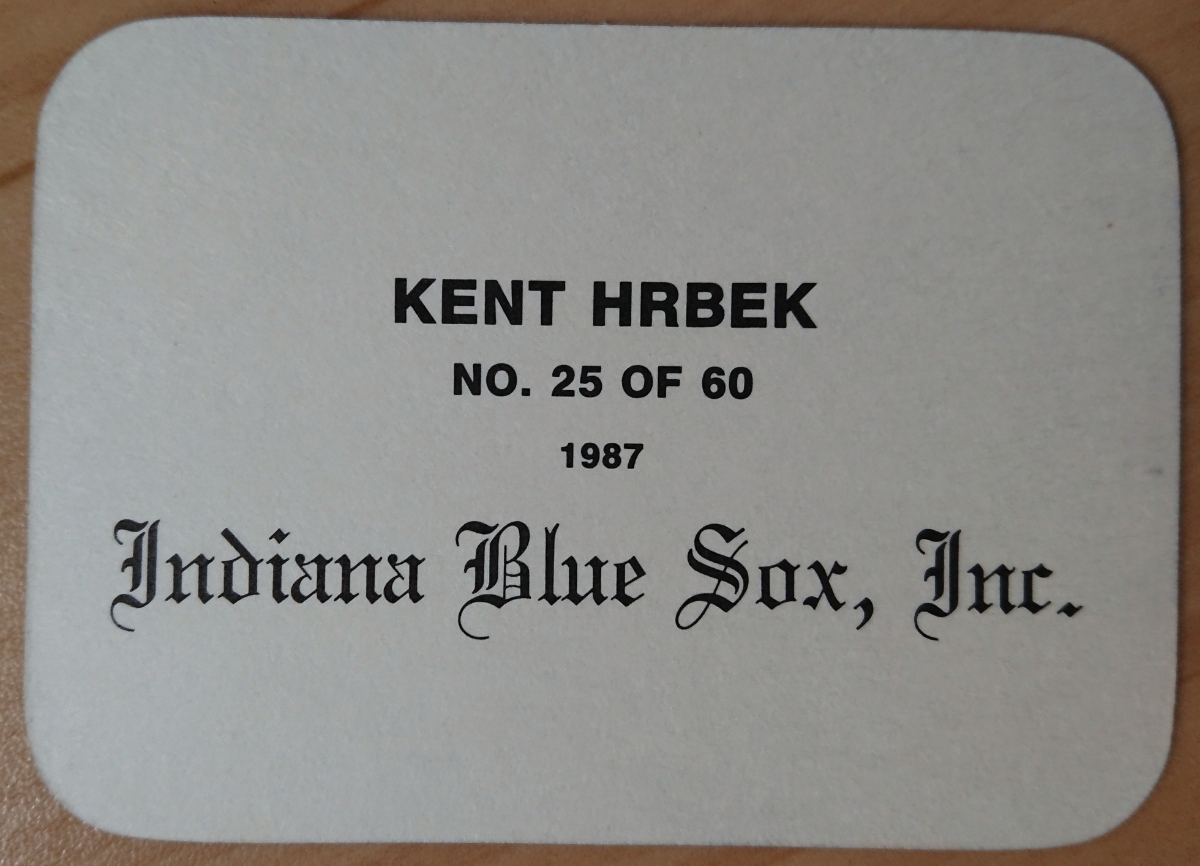 KENT HRBEK
NO. 25 OF 60
1987
Indiana Blue Sox, Inc.